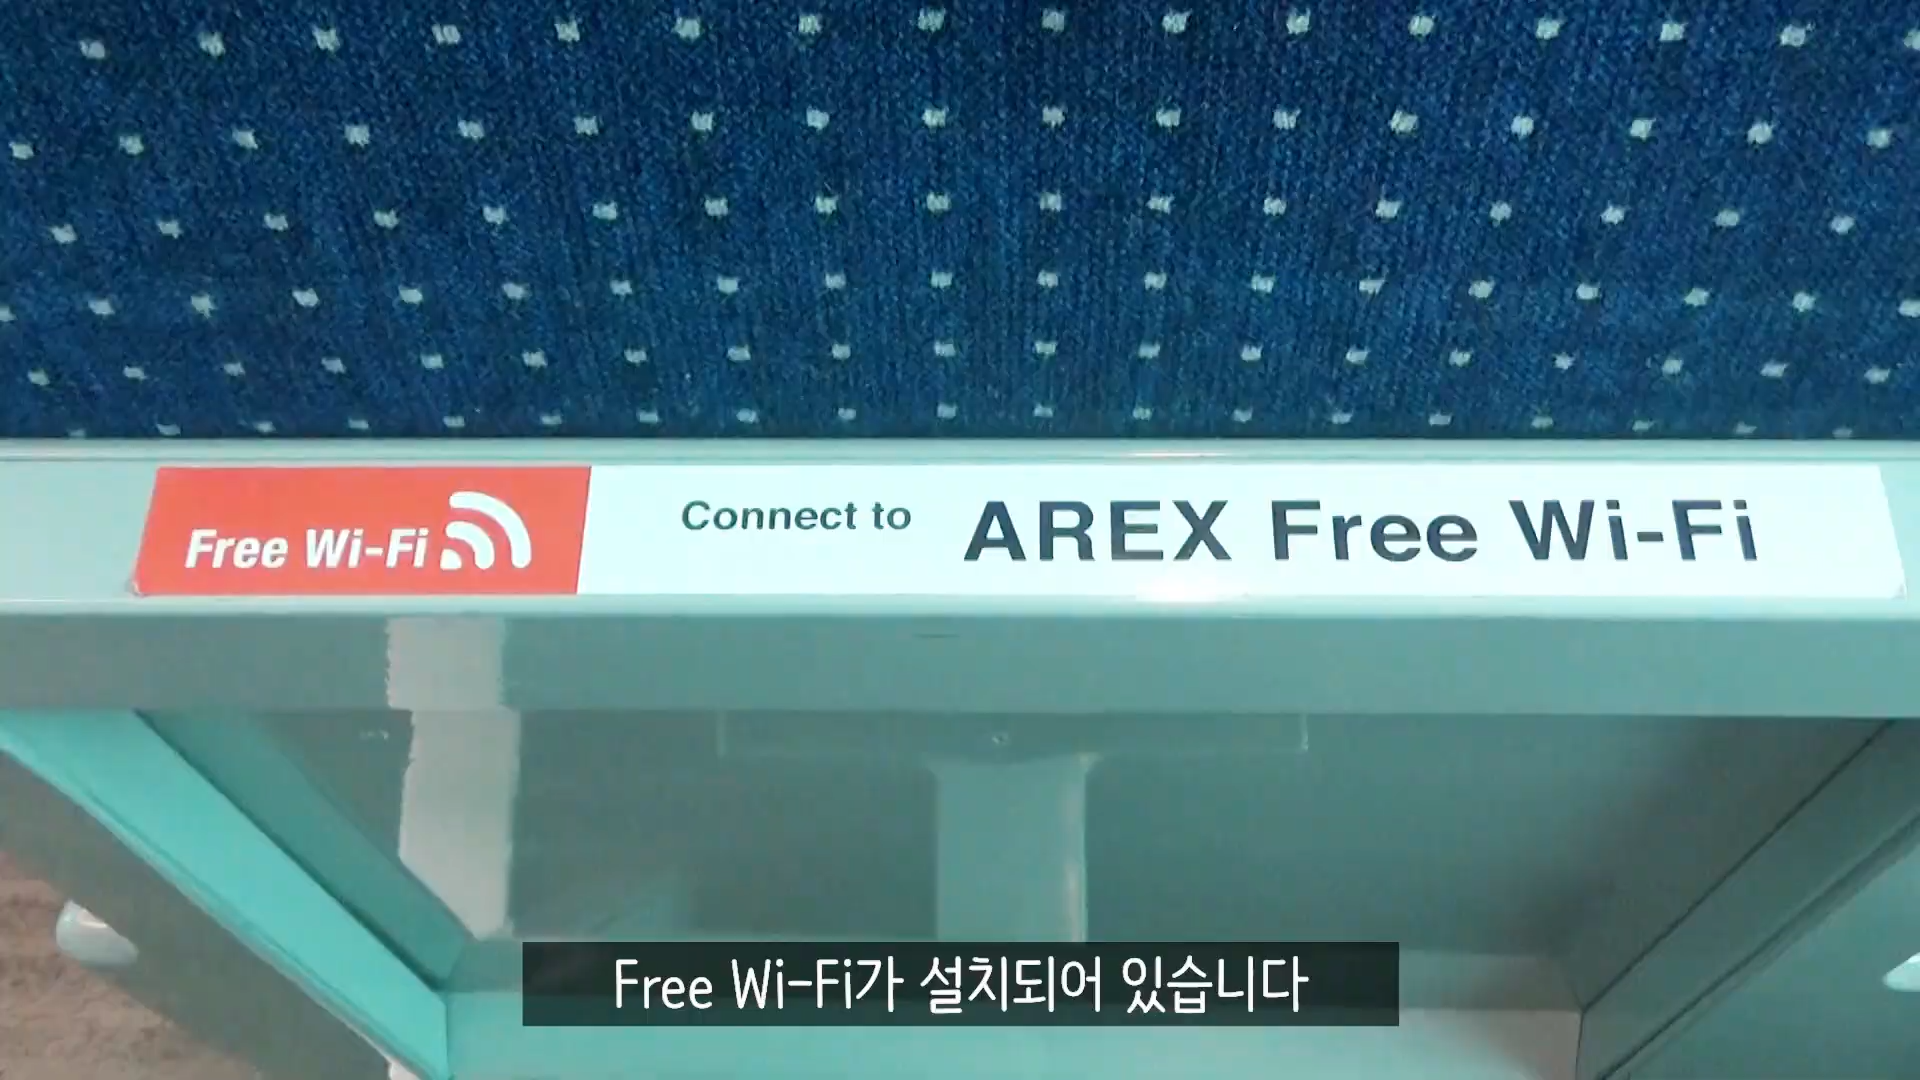 Free Wi-Fi
Connect to AREX Free Wi-Fi
Free Wi-Fi가 설치되어 있습니다